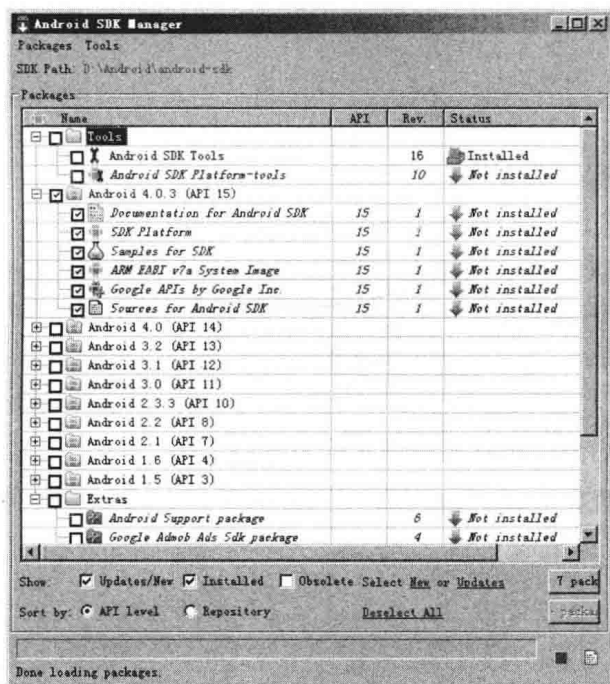 Android SDK Manager
Packages Tools
SDK Path: D:\Android\android-sdk
Packages
Name API Rev. Status
Tools
Android SDK Tools 16 Installed
Android SDK Platform-tools 10 Not installed
Android 4.0.3 (API 15)
Documentation for Android SDK 15 1 Not installed
SDK Platform 15 1 Not installed
Samples for SDK 15 1 Not installed
ARM EABI v7a System Image 15 1 Not installed
Google APIs by Google Inc. 15 1 Not installed
Sources for Android SDK 15 1 Not installed
Android 4.0 (API 14)
Android 3.2 (API 13)
Android 3.1 (API 12)
Android 3.0 (API 11)
Android 2.3.3 (API 10)
Android 2.2 (API 8)
Android 2.1 (API 7)
Android 1.6 (API 4)
Android 1.5 (API 3)
Extras
Android Support package 6 Not installed
Google Admob Ads Sdk package 4 Not installed
Show: Updates/New Installed Obsolete Select New or Updates 7 pack
Sort by: API level Repository Deselect All packa
Done loading packages.